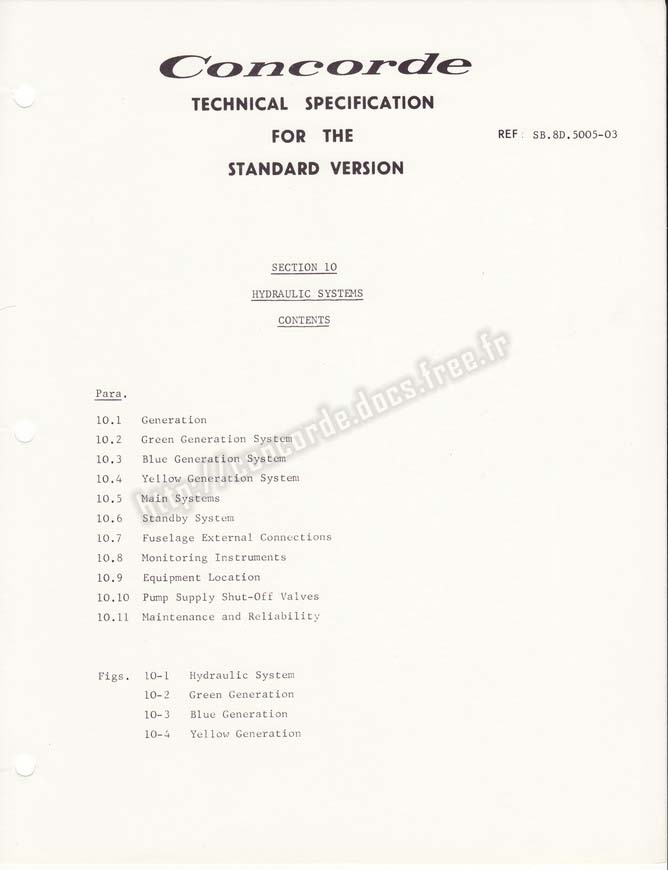 Concorde
TECHNICAL SPECIFICATION
FOR THE
STANDARD VERSION
REF: SB.8D.5005-03
SECTION 10
HYDRAULIC SYSTEMS
CONTENTS
Para.
10.1 Generation
10.2 Green Generation System
10.3 Blue Generation System
10.4 Yellow Generation System
10.5 Main Systems
10.6 Standby System
10.7 Fuselage External Connections
10.8 Monitoring Instruments
10.9 Equipment Location
10.10 Pump Supply Shut-Off Valves
10.11 Maintenance and Reliability
Figs. 10-1 Hydraulic System
10-2 Green Generation
10-3 Blue Generation
10-4 Yellow Generation
http://concorde.docs.free.fr